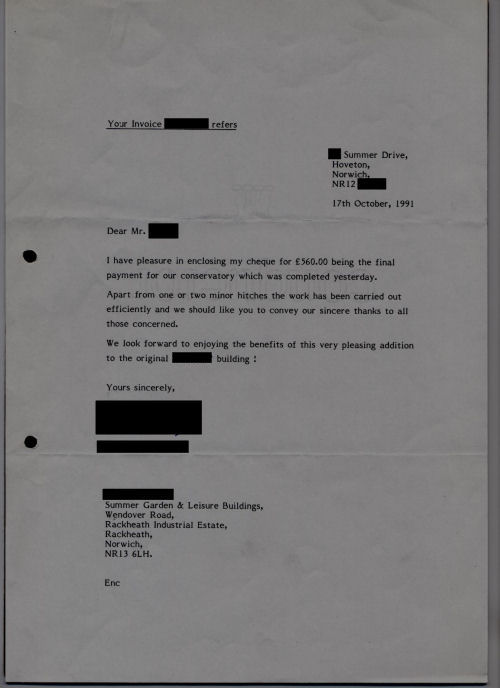 Your Invoice refers
Summer Drive,
Hoveton,
Norwich,
NR12
17th October, 1991
Dear Mr.
I have pleasure in enclosing my cheque for £560.00 being the final
payment for our conservatory which was completed yesterday.
Apart from one or two minor hitches the work has been carried out
efficiently and we should like you to convey our sincere thanks to all
those concerned.
We look forward to enjoying the benefits of this very pleasing addition
to the original building !
Yours sincerely,
Summer Garden & Leisure Buildings,
Wendover Road,
Rackheath Industrial Estate,
Rackheath,
Norwich,
NR13 6LH.
Enc